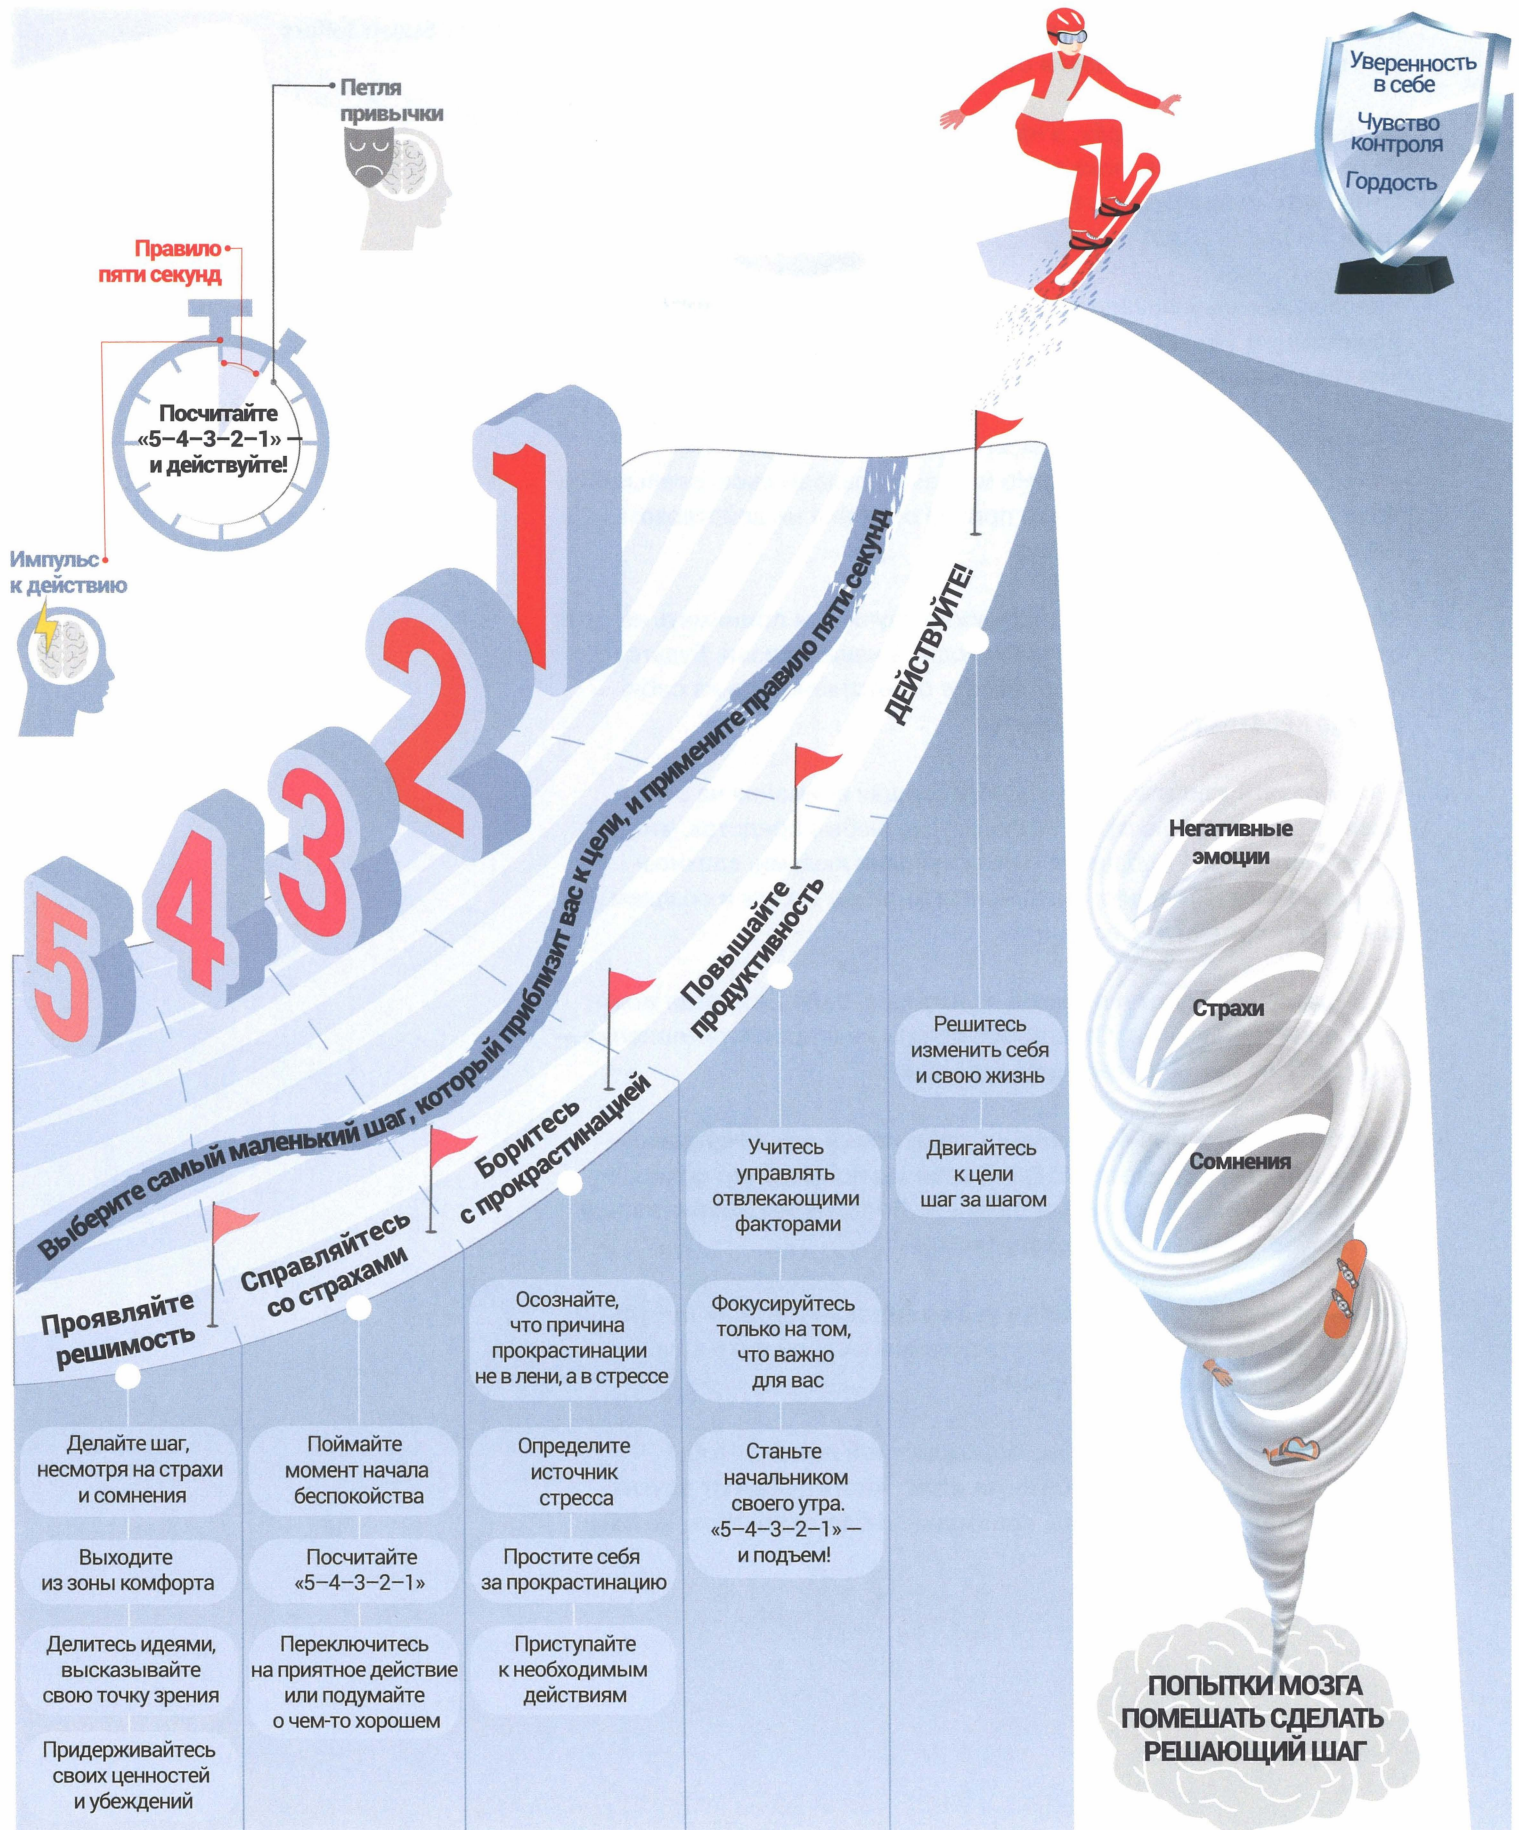 Петля
привычки
Правило
пяти секунд
Посчитайте
«5–4–3–2–1» –
и действуйте!
Импульс
к действию
Уверенность
в себе
Чувство
контроля
Гордость
5
4
3
2
1
Выберите самый маленький шаг, который приблизит вас к цели, и примените правило пяти секунд
Проявляйте
решимость
Делайте шаг,
несмотря на страхи
и сомнения
Выходите
из зоны комфорта
Делитесь идеями,
высказывайте
свою точку зрения
Придерживайтесь
своих ценностей
и убеждений
Справляйтесь
со страхами
Поймайте
момент начала
беспокойства
Посчитайте
«5–4–3–2–1»
Переключитесь
на приятное действие
или подумайте
о чем-то хорошем
Боритесь
с прокрастинацией
Осознайте,
что причина
прокрастинации
не в лени, а в стрессе
Определите
источник
стресса
Простите себя
за прокрастинацию
Приступайте
к необходимым
действиям
Повышайте
продуктивность
Учитесь
управлять
отвлекающими
факторами
Фокусируйтесь
только на том,
что важно
для вас
Станьте
начальником
своего утра.
«5–4–3–2–1» –
и подъем!
ДЕЙСТВУЙТЕ!
Решитесь
изменить себя
и свою жизнь
Двигайтесь
к цели
шаг за шагом
Негативные
эмоции
Страхи
Сомнения
ПОПЫТКИ МОЗГА
ПОМЕШАТЬ СДЕЛАТЬ
РЕШАЮЩИЙ ШАГ